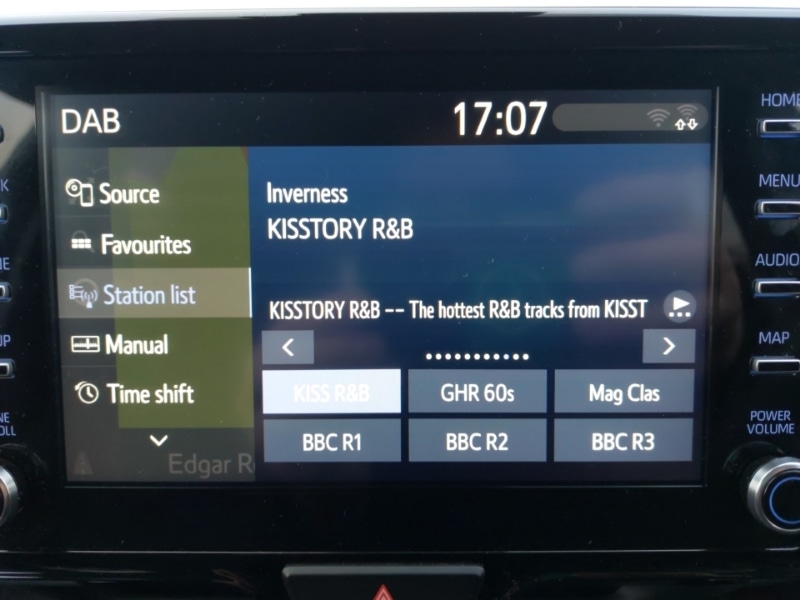 DAB
17:07
HOME
Source
Inverness
MENU
KISSTORY R&B
Favourites
AUDIO
Station list
KISSTORY R&B -- The hottest R&B tracks from KISST
Manual
MAP
Time shift
KISS R&B
GHR 60s
Mag Clas
POWER
VOLUME
BBC R1
BBC R2
BBC R3
Edgar R